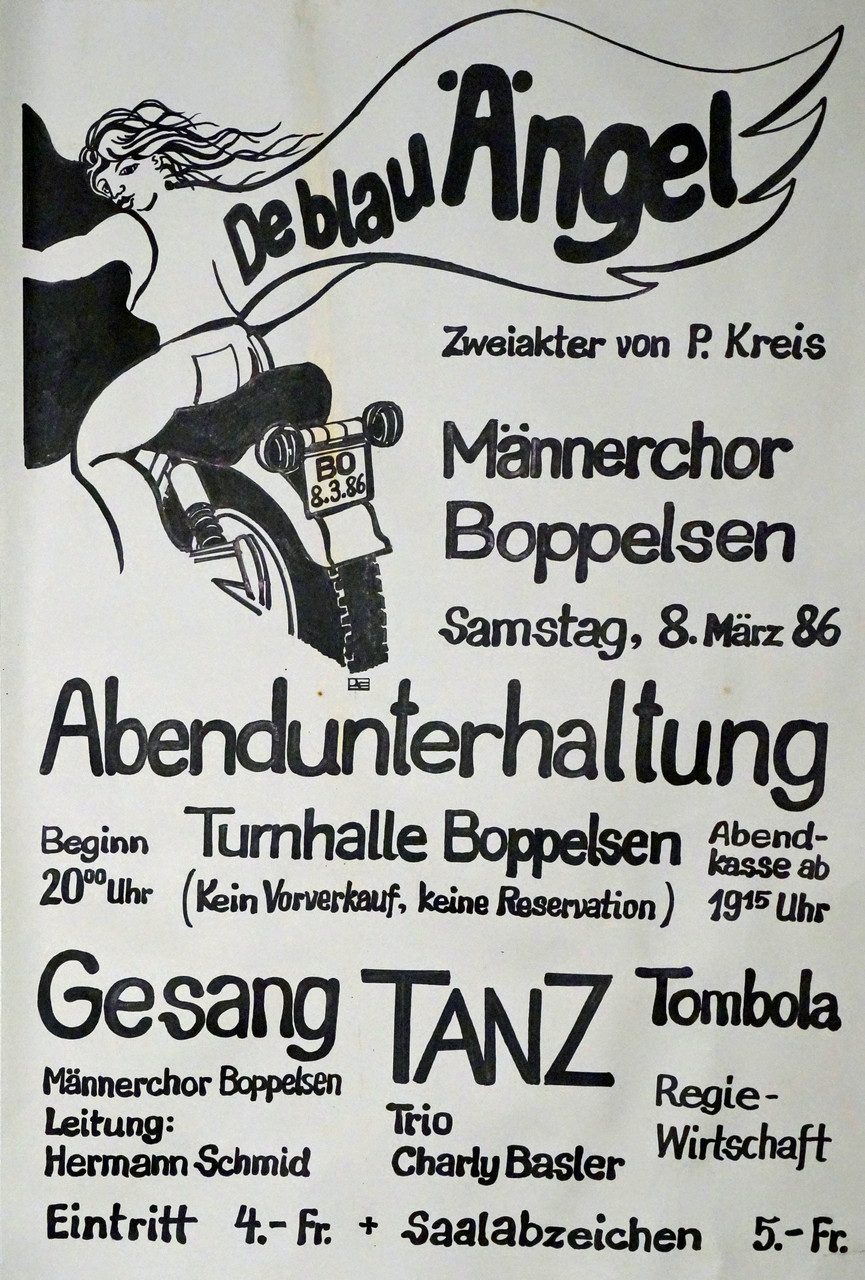 De blau Ängel
Zweiakter von P. Kreis
BO
8.3.86
Männerchor
Boppelsen
Samstag, 8. März 86
Abendunterhaltung
Beginn
20⁰⁰ Uhr
Turnhalle Boppelsen
(Kein Vorverkauf, keine Reservation)
Abend-
kasse ab
19¹⁵ Uhr
Gesang
Männerchor Boppelsen
Leitung:
Hermann Schmid
TANZ
Trio
Charly Basler
Tombola
Regie-
Wirtschaft
Eintritt 4.- Fr. + Saalabzeichen 5.- Fr.